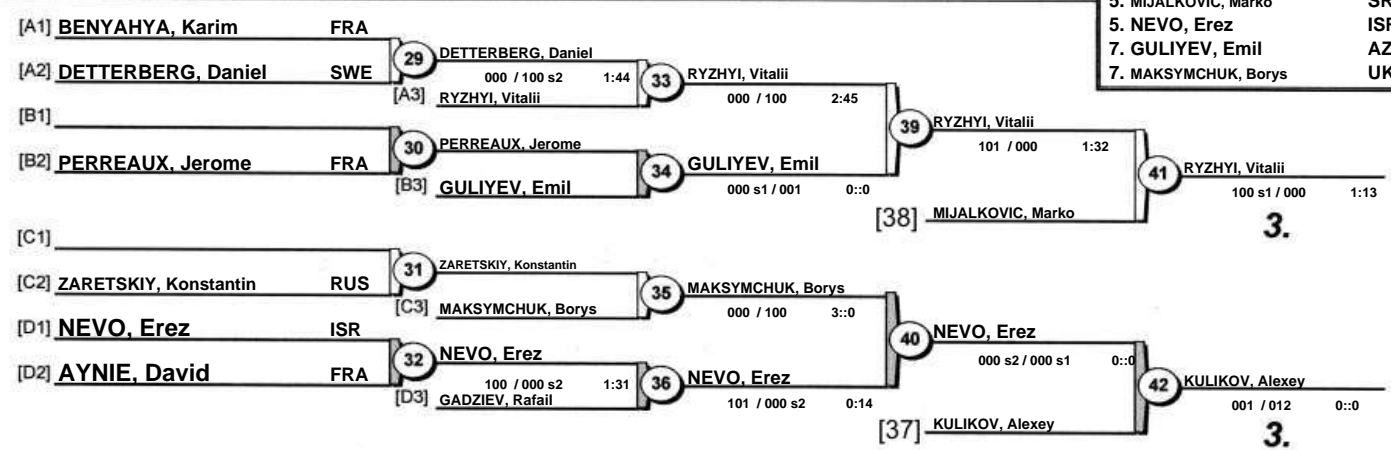 5. MIJALKOVIC, Marko
5. NEVO, Erez
7. GULIYEV, Emil
7. MAKSYMCHUK, Borys UK
[A1] BENYAHYA, Karim FRA
29
DETTERBERG, Daniel
[A2] DETTERBERG, Daniel SWE
000 / 100 s2 1:44
33
RYZHYI, Vitalii
[A3] RYZHYI, Vitalii
000 / 100 2:45
[B1]
39
RYZHYI, Vitalii
30
PERREAUX, Jerome
101 / 000 1:32
[B2] PERREAUX, Jerome FRA
34
GULIYEV, Emil
41
RYZHYI, Vitalii
[B3] GULIYEV, Emil
000 s1 / 001 0::0
100 s1 / 000 1:13
[38] MIJALKOVIC, Marko
3.
[C1]
31
ZARETSKIY, Konstantin
[C2] ZARETSKIY, Konstantin RUS
35
MAKSYMCHUK, Borys
[C3] MAKSYMCHUK, Borys
000 / 100 3::0
[D1] NEVO, Erez ISR
40
NEVO, Erez
32
NEVO, Erez
000 s2 / 000 s1 0::0
[D2] AYNIE, David FRA
100 / 000 s2 1:31
36
NEVO, Erez
42
KULIKOV, Alexey
[D3] GADZIEV, Rafail
101 / 000 s2 0:14
001 / 012 0::0
[37] KULIKOV, Alexey
3.